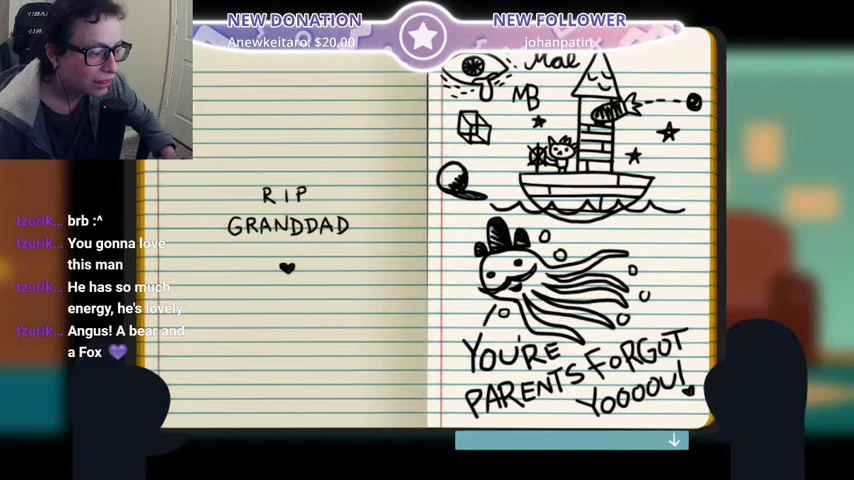 NEW DONATION
Anewkeitaro: $20.00
NEW FOLLOWER
johanpatin
Mae
MB
RIP
GRANDDAD
YOU'RE
PARENTS FORGOT
YOOOOU!
tzurik... brb :^
tzurik... You gonna love
this man
tzurik... He has so much
energy, he's lovely
tzurik... Angus! A bear and
a Fox